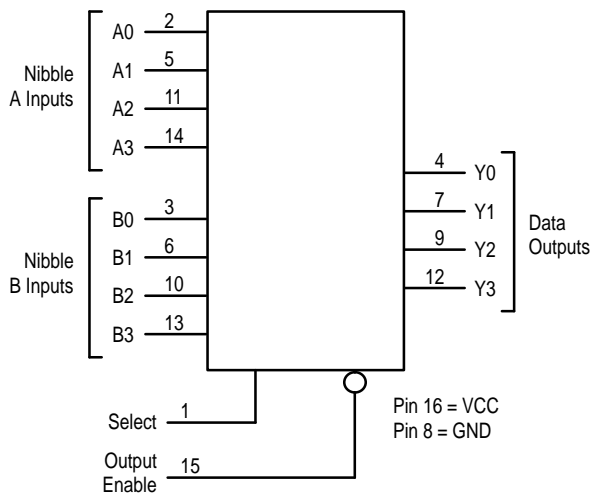 Nibble
A Inputs
A0 2
A1 5
A2 11
A3 14
Nibble
B Inputs
B0 3
B1 6
B2 10
B3 13
4 Y0
7 Y1
9 Y2
12 Y3
Data
Outputs
Select 1
Output
Enable
15
Pin 16 = VCC
Pin 8 = GND